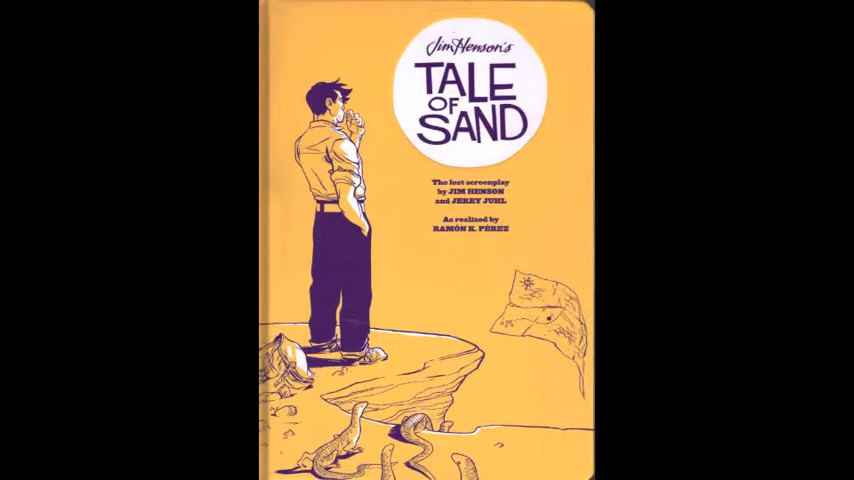 Jim Henson's
TALE
OF
SAND
The lost screenplay
by JIM HENSON
and JERRY JUHL
As realized by
RAMÓN K. PÉREZ